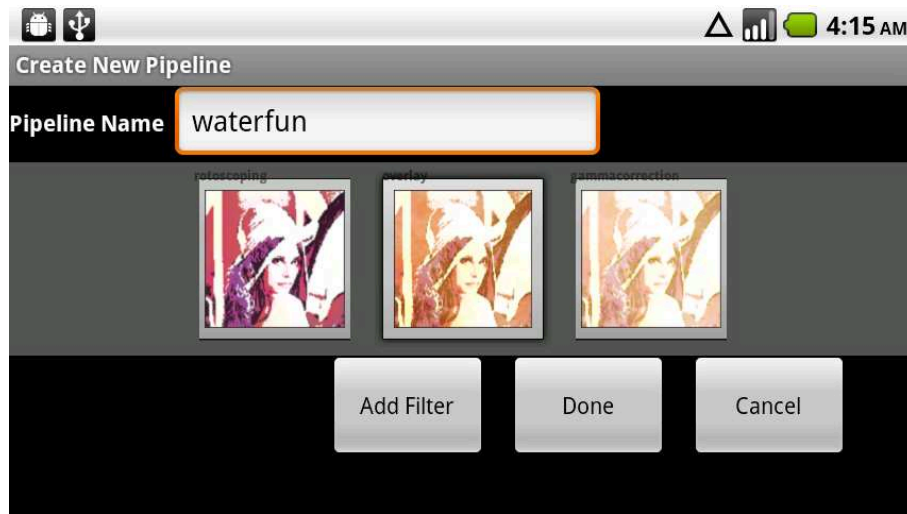 4:15 AM
Create New Pipeline
Pipeline Name waterfun
rotoscoping overlay gammacorrection
Add Filter Done Cancel